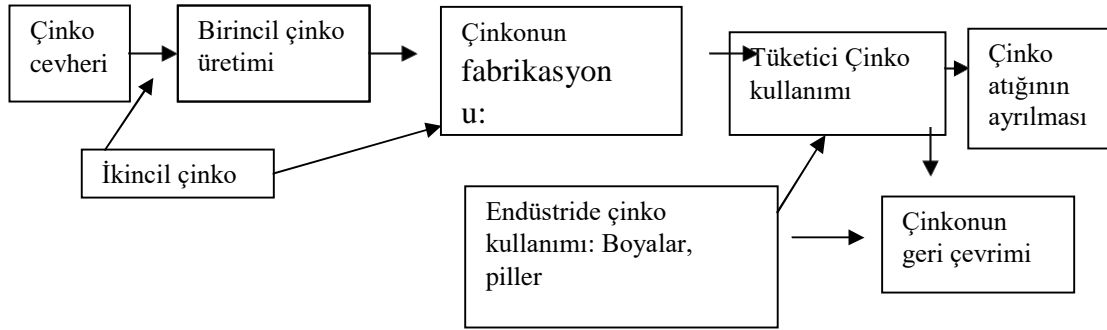 Çinko
cevheri
Birincil çinko
üretimi
Çinkonun
fabrikasyon
u:
Tüketici Çinko
kullanımı
Çinko
atığının
ayrılması
İkincil çinko
Endüstride çinko
kullanımı: Boyalar,
piller
Çinkonun
geri çevrimi